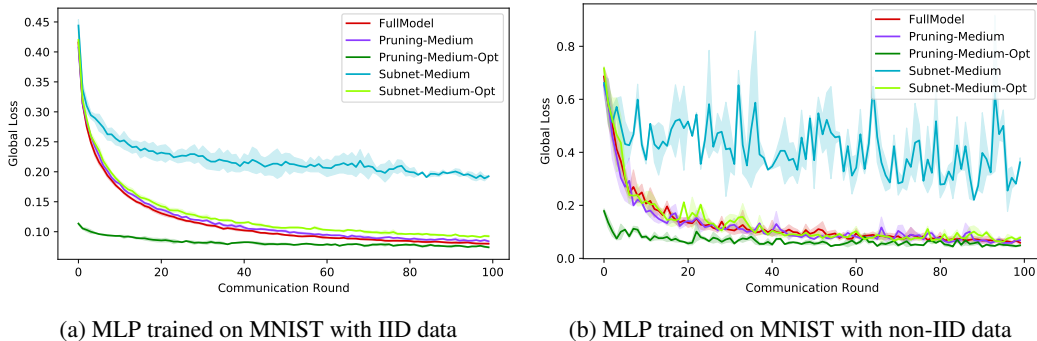 0.45
0.40
0.35
0.30
0.25
0.20
0.15
0.10
Global Loss
0 20 40 60 80 100
Communication Round
FullModel
Pruning-Medium
Pruning-Medium-Opt
Subnet-Medium
Subnet-Medium-Opt
(a) MLP trained on MNIST with IID data
0.8
0.6
0.4
0.2
0.0
Global Loss
0 20 40 60 80 100
Communication Round
FullModel
Pruning-Medium
Pruning-Medium-Opt
Subnet-Medium
Subnet-Medium-Opt
(b) MLP trained on MNIST with non-IID data